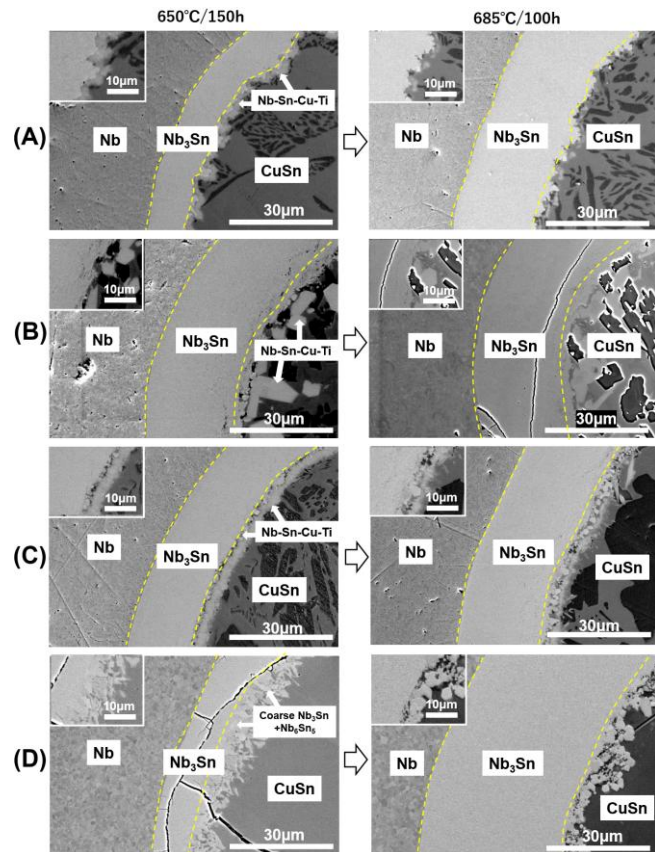 650℃/150h
685℃/100h
(A)
10μm
Nb-Sn-Cu-Ti
Nb
Nb₃Sn
CuSn
30μm
10μm
Nb
Nb₃Sn
CuSn
30μm
(B)
10μm
Nb
Nb₃Sn
Nb-Sn-Cu-Ti
30μm
10μm
Nb
Nb₃Sn
CuSn
30μm
(C)
10μm
Nb-Sn-Cu-Ti
Nb
Nb₃Sn
CuSn
30μm
10μm
Nb
Nb₃Sn
CuSn
30μm
(D)
10μm
Coarse Nb₃Sn
+Nb₆Sn₅
Nb
Nb₃Sn
CuSn
30μm
10μm
Nb
Nb₃Sn
CuSn
30μm